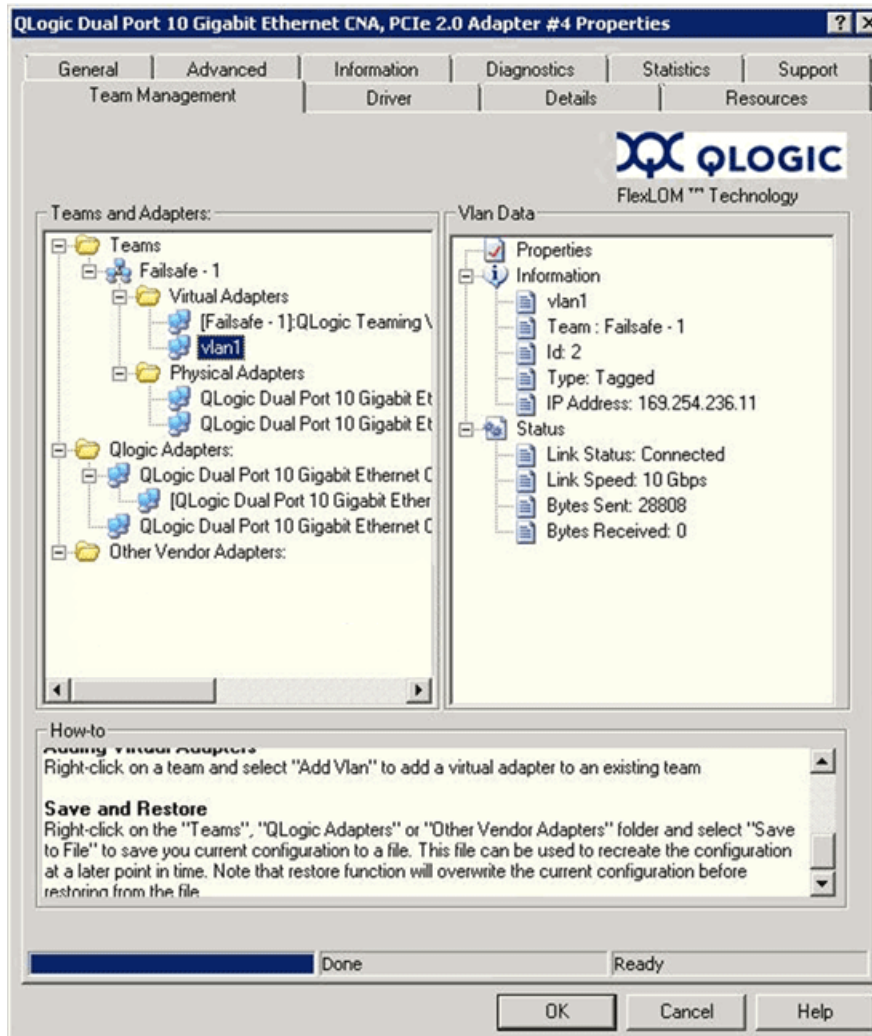 QLogic Dual Port 10 Gigabit Ethernet CNA, PCIe 2.0 Adapter #4 Properties
General Advanced Information Diagnostics Statistics Support
Team Management Driver Details Resources
QLOGIC
FlexLOM ™ Technology
Teams and Adapters:
Teams
Failsafe - 1
Virtual Adapters
[Failsafe - 1]:QLogic Teaming V
vlan1
Physical Adapters
QLogic Dual Port 10 Gigabit Et
QLogic Dual Port 10 Gigabit Et
Qlogic Adapters:
QLogic Dual Port 10 Gigabit Ethernet C
[QLogic Dual Port 10 Gigabit Ether
QLogic Dual Port 10 Gigabit Ethernet C
Other Vendor Adapters:
Vlan Data
Properties
Information
vlan1
Team : Failsafe - 1
Id: 2
Type: Tagged
IP Address: 169.254.236.11
Status
Link Status: Connected
Link Speed: 10 Gbps
Bytes Sent: 28808
Bytes Received: 0
How-to
Adding Virtual Adapters
Right-click on a team and select "Add Vlan" to add a virtual adapter to an existing team
Save and Restore
Right-click on the "Teams", "QLogic Adapters" or "Other Vendor Adapters" folder and select "Save
to File" to save you current configuration to a file. This file can be used to recreate the configuration
at a later point in time. Note that restore function will overwrite the current configuration before
restoring from the file
Done
Ready
OK Cancel Help